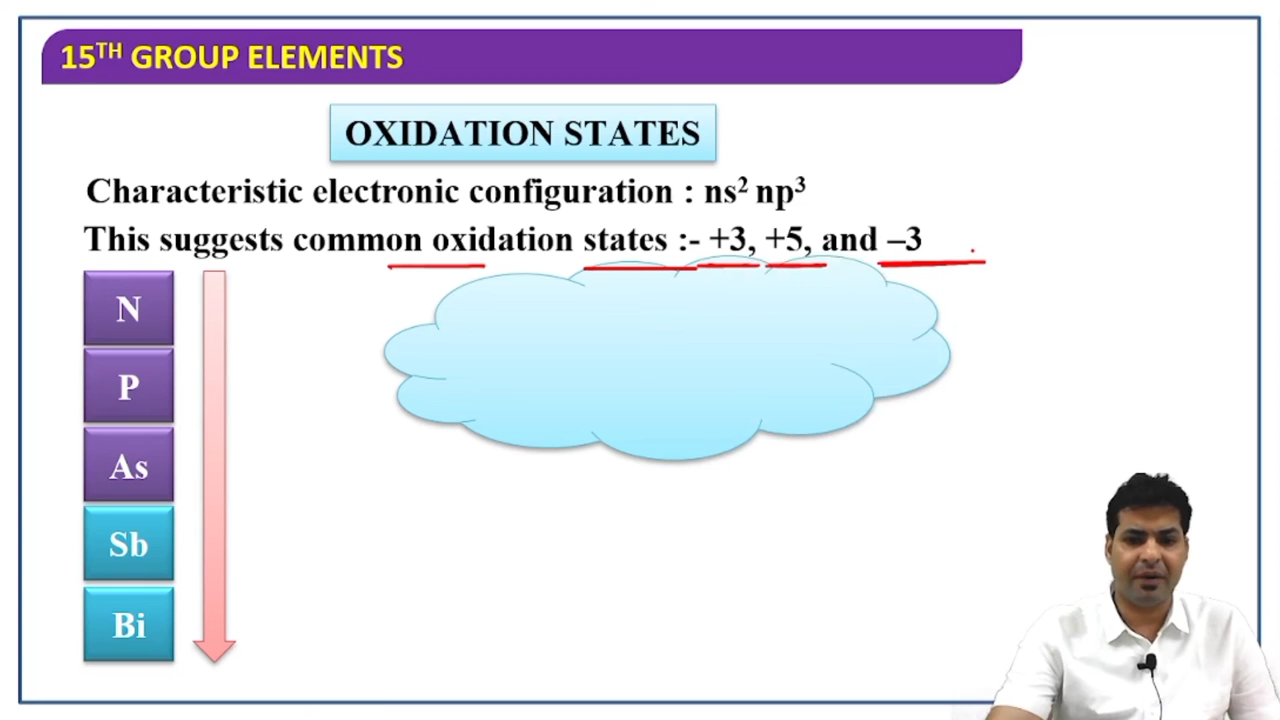 15TH GROUP ELEMENTS
OXIDATION STATES
Characteristic electronic configuration : ns² np³
This suggests common oxidation states :- +3, +5, and –3
N
P
As
Sb
Bi